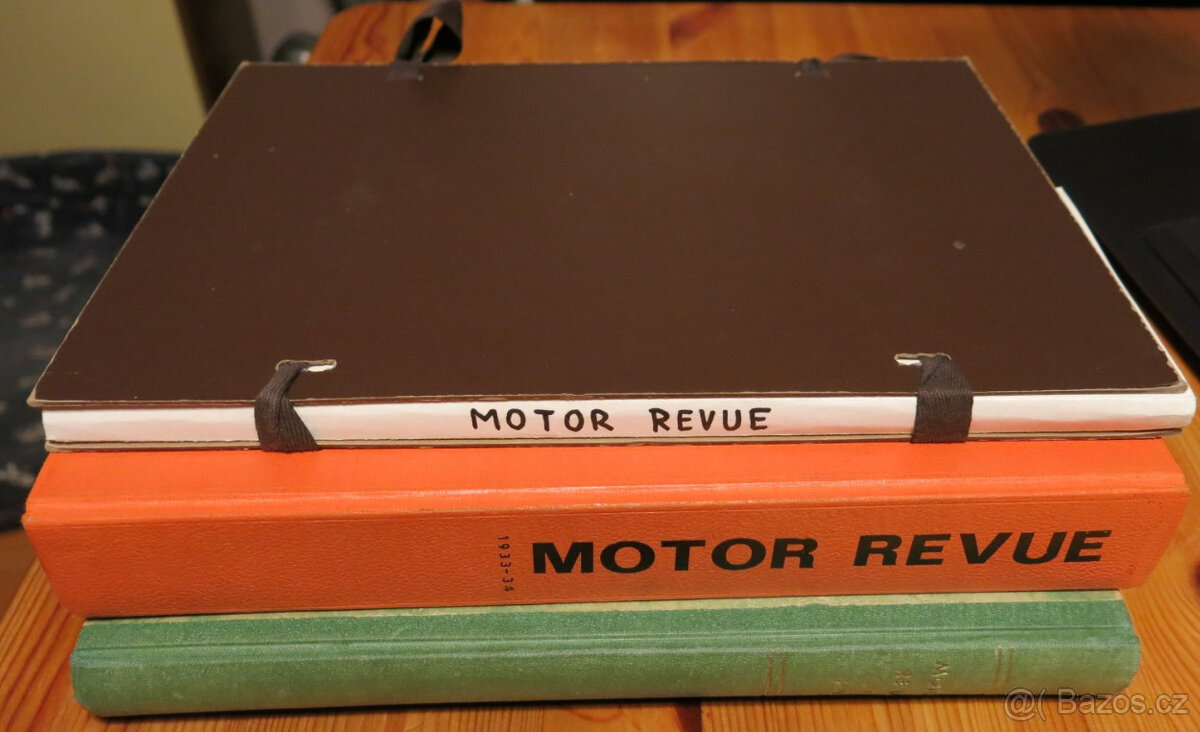 MOTOR REVUE
1933-34
MOTOR REVUE
@( Bazos.cz